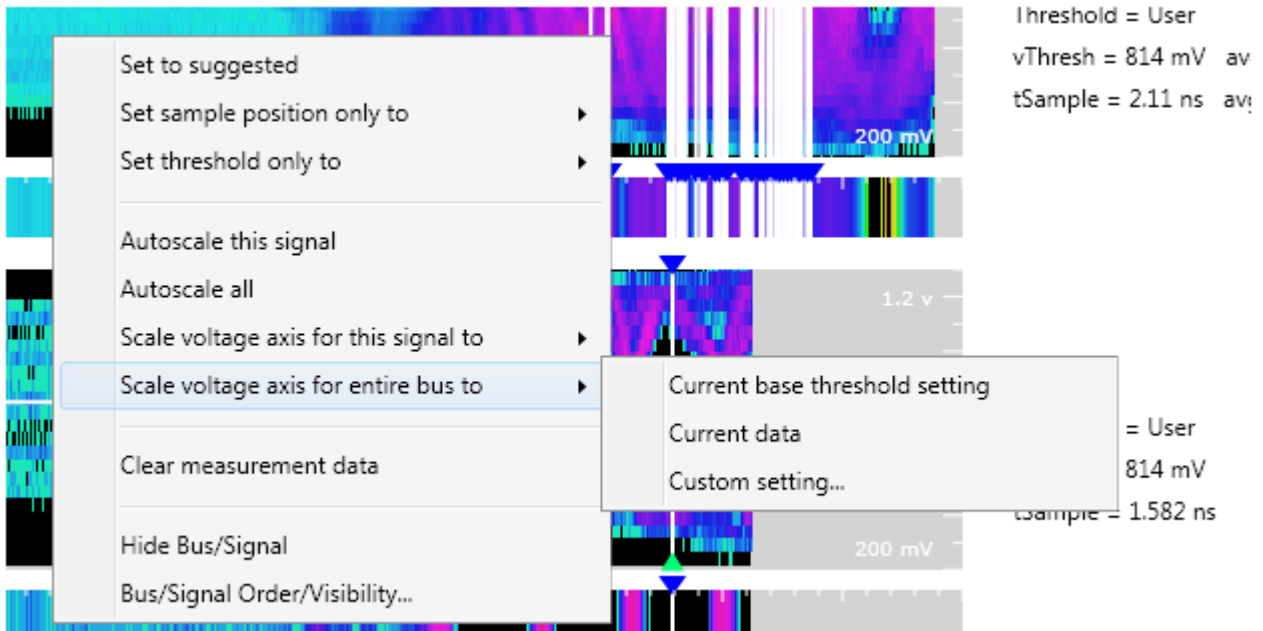 Threshold = User
vThresh = 814 mV av
tSample = 2.11 ns avg
200 mV
Set to suggested
Set sample position only to
Set threshold only to
Autoscale this signal
Autoscale all
Scale voltage axis for this signal to
Scale voltage axis for entire bus to
Clear measurement data
Hide Bus/Signal
Bus/Signal Order/Visibility...
1.2 v
Current base threshold setting
Current data
Custom setting...
= User
814 mV
tSample = 1.582 ns
200 mV